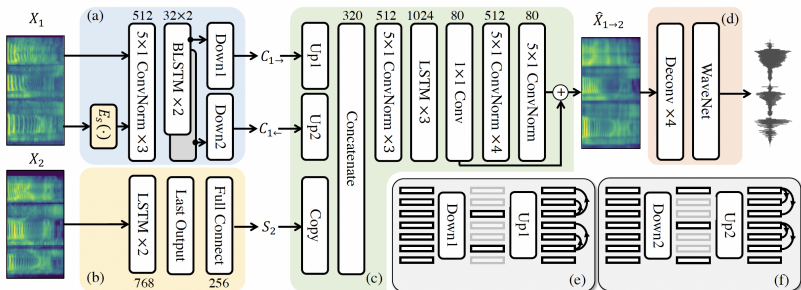 X₁
(a)
512
32×2
E_s(·)
5×1 ConvNorm ×3
BLSTM ×2
Down1
Down2
C₁→
C₁←
X₂
(b)
LSTM ×2
768
Last Output
Full Connect
256
S₂
Up1
Up2
Copy
320
Concatenate
(c)
512
5×1 ConvNorm ×3
1024
LSTM ×3
80
1×1 Conv
512
5×1 ConvNorm ×4
80
5×1 ConvNorm
+
X̂₁→₂
(d)
Deconv ×4
WaveNet
Down1
Up1
(e)
Down2
Up2
(f)